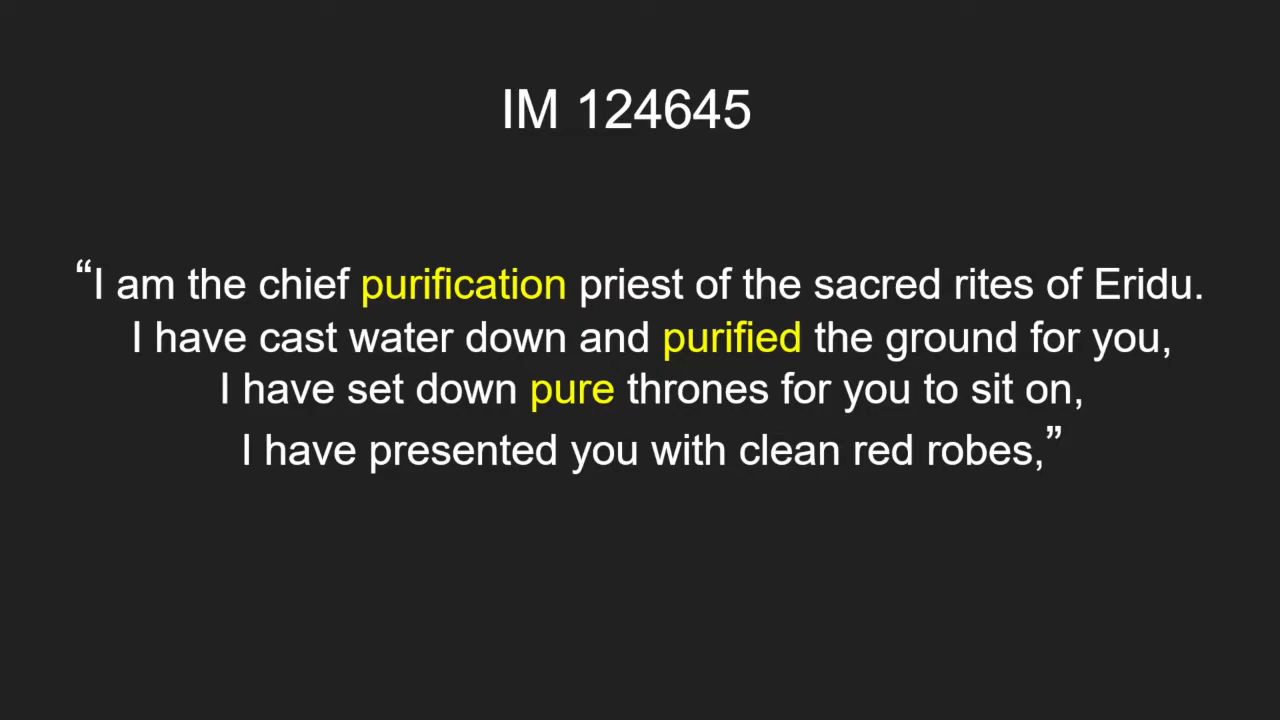 IM 124645
“I am the chief purification priest of the sacred rites of Eridu.
I have cast water down and purified the ground for you,
I have set down pure thrones for you to sit on,
I have presented you with clean red robes,”